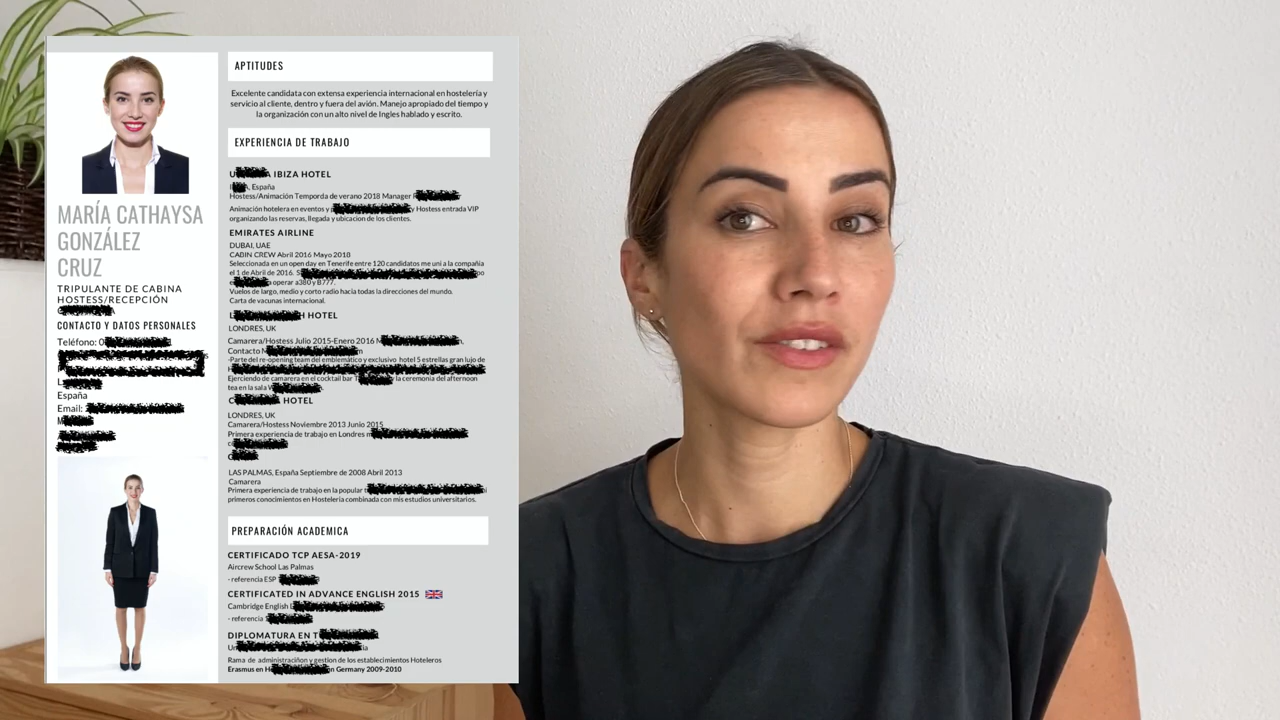 MARÍA CATHAYSA
GONZÁLEZ
CRUZ
TRIPULANTE DE CABINA
HOSTESS/RECEPCIÓN
CONTACTO Y DATOS PERSONALES
Teléfono:
España
Email:
APTITUDES
Excelente candidata con extensa experiencia internacional en hostelería y
servicio al cliente, dentro y fuera del avión. Manejo apropiado del tiempo y
la organización con un alto nivel de Ingles hablado y escrito.
EXPERIENCIA DE TRABAJO
IBIZA HOTEL
España
Hostess/Animación Temporda de verano 2018 Manager
Animación hotelera en eventos y y Hostess entrada VIP
organizando las reservas, llegada y ubicacion de los clientes.
EMIRATES AIRLINE
DUBAI, UAE
CABIN CREW Abril 2016 Mayo 2018
Seleccionada en un open day en Tenerife entre 120 candidatos me uni a la compañia
el 1 de Abril de 2016.
a operar a380 y B777.
Vuelos de largo, medio y corto radio hacia todas la direcciones del mundo.
Carta de vacunas internacional.
HOTEL
LONDRES, UK
Camarera/Hostess Julio 2015-Enero 2016
Contacto
-Parte del re-opening team del emblemático y exclusivo hotel 5 estrellas gran lujo de
Ejerciendo de camarera en el cocktail bar y la ceremonia del afternoon
tea en la sala
HOTEL
LONDRES, UK
Camarera/Hostess Noviembre 2013 Junio 2015
Primera experiencia de trabajo en Londres
LAS PALMAS, España Septiembre de 2008 Abril 2013
Camarera
Primera experiencia de trabajo en la popular
primeros conocimientos en Hostelería combinada con mis estudios universitarios.
PREPARACIÓN ACADEMICA
CERTIFICADO TCP AESA-2019
Aircrew School Las Palmas
- referencia ESP
CERTIFICATED IN ADVANCE ENGLISH 2015
Cambridge English
- referencia
DIPLOMATURA EN
Rama de administraciñon y gestion de los establecimientos Hoteleros
Erasmus en Germany 2009-2010